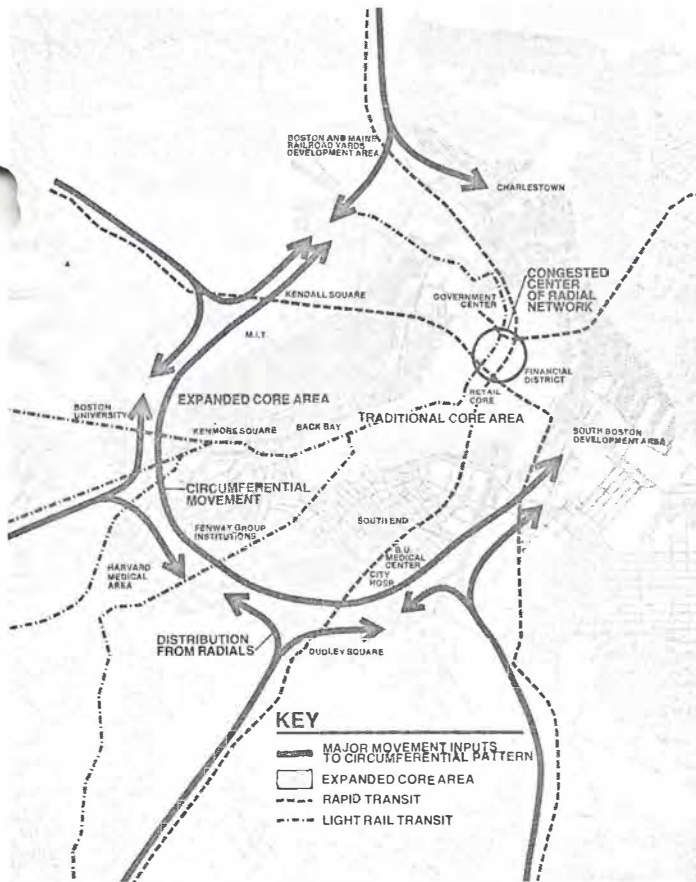 BOSTON AND MAINE
RAILROAD YARDS
DEVELOPMENT AREA
CHARLESTOWN
CONGESTED
CENTER
OF RADIAL
NETWORK
KENDALL SQUARE
GOVERNMENT
CENTER
M.I.T.
FINANCIAL
DISTRICT
RETAIL
CORE
EXPANDED CORE AREA
BOSTON
UNIVERSITY
TRADITIONAL CORE AREA
KENMORE SQUARE
BACK BAY
SOUTH BOSTON
DEVELOPMENT AREA
CIRCUMFERENTIAL
MOVEMENT
SOUTH END
FENWAY GROUP
INSTITUTIONS
B.U.
MEDICAL
CENTER
CITY
HOSP.
HARVARD
MEDICAL
AREA
DISTRIBUTION
FROM RADIALS
DUDLEY SQUARE
KEY
MAJOR MOVEMENT INPUTS
TO CIRCUMFERENTIAL PATTERN
EXPANDED CORE AREA
RAPID TRANSIT
LIGHT RAIL TRANSIT